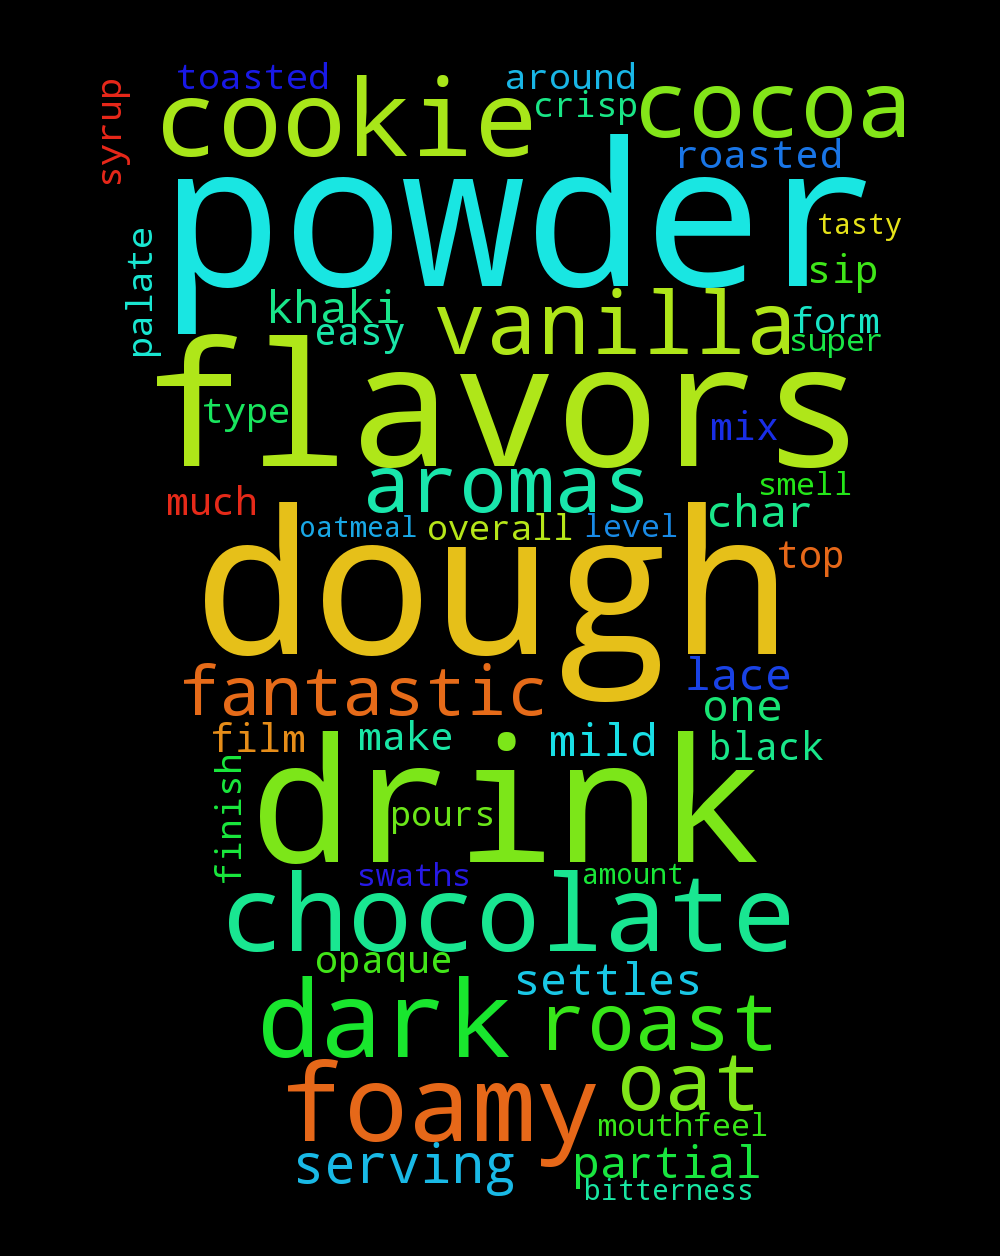 toasted around
syrup cookie crisp cocoa
powder roasted
tasty
palate sip
khaki vanilla form
easy super
flavors
type mix
aromas smell
much char
oatmeal overall level
dough top
fantastic lace
one
film make mild black
drink
finish pours
swaths amount
chocolate
opaque settles
dark roast
foamy oat
mouthfeel
serving partial
bitterness